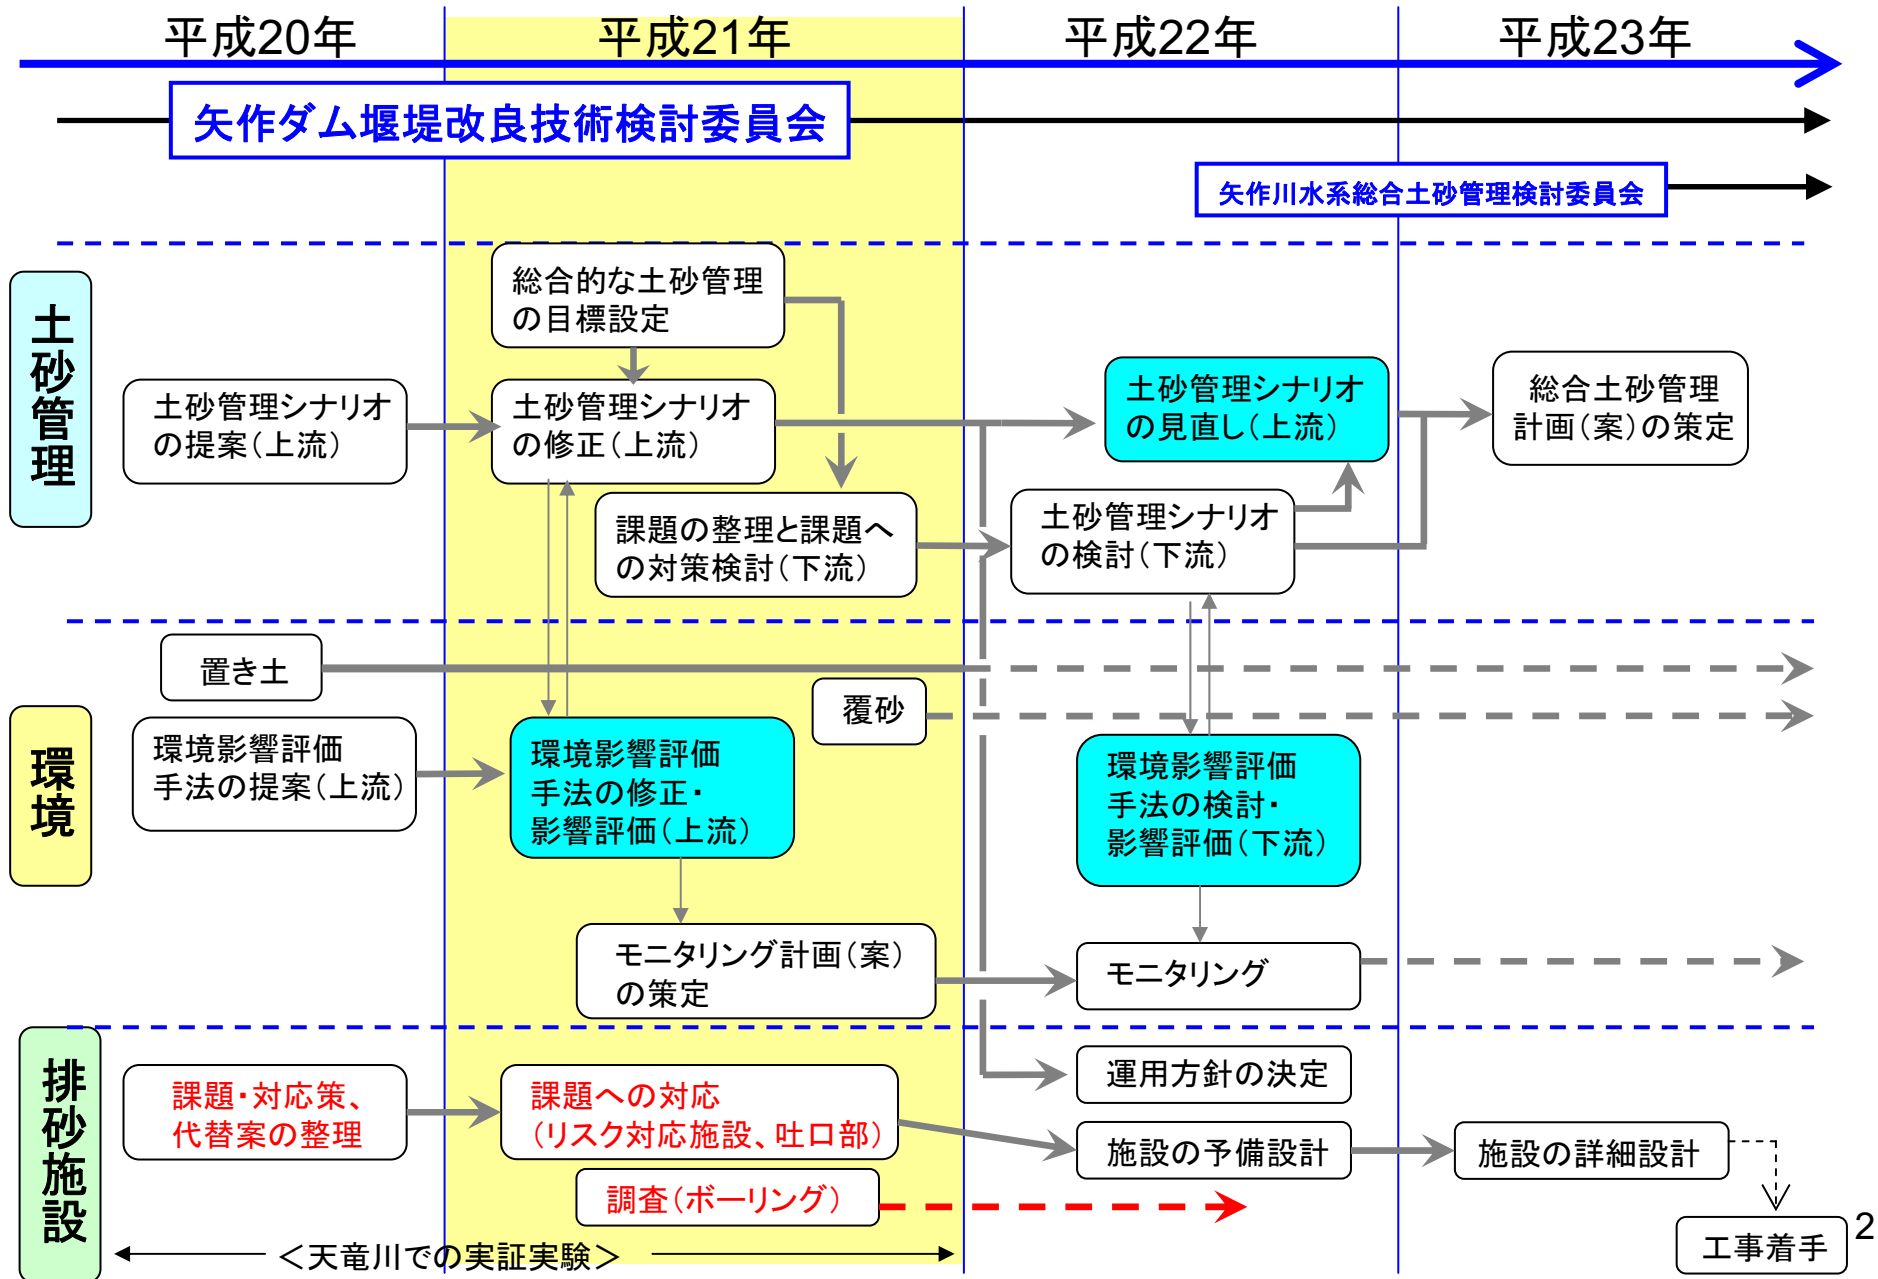 平成20年
平成21年
平成22年
平成23年
矢作ダム堰堤改良技術検討委員会
矢作川水系総合土砂管理検討委員会
土砂管理
総合的な土砂管理
の目標設定
土砂管理シナリオ
の提案(上流)
土砂管理シナリオ
の修正(上流)
土砂管理シナリオ
の見直し(上流)
総合土砂管理
計画(案)の策定
課題の整理と課題へ
の対策検討(下流)
土砂管理シナリオ
の検討(下流)
環境
置き土
覆砂
環境影響評価
手法の提案(上流)
環境影響評価
手法の修正・
影響評価(上流)
環境影響評価
手法の検討・
影響評価(下流)
モニタリング計画(案)
の策定
モニタリング
排砂施設
運用方針の決定
課題・対応策、
代替案の整理
課題への対応
(リスク対応施設、吐口部)
施設の予備設計
施設の詳細設計
調査(ボーリング)
工事着手
<天竜川での実証実験>
2